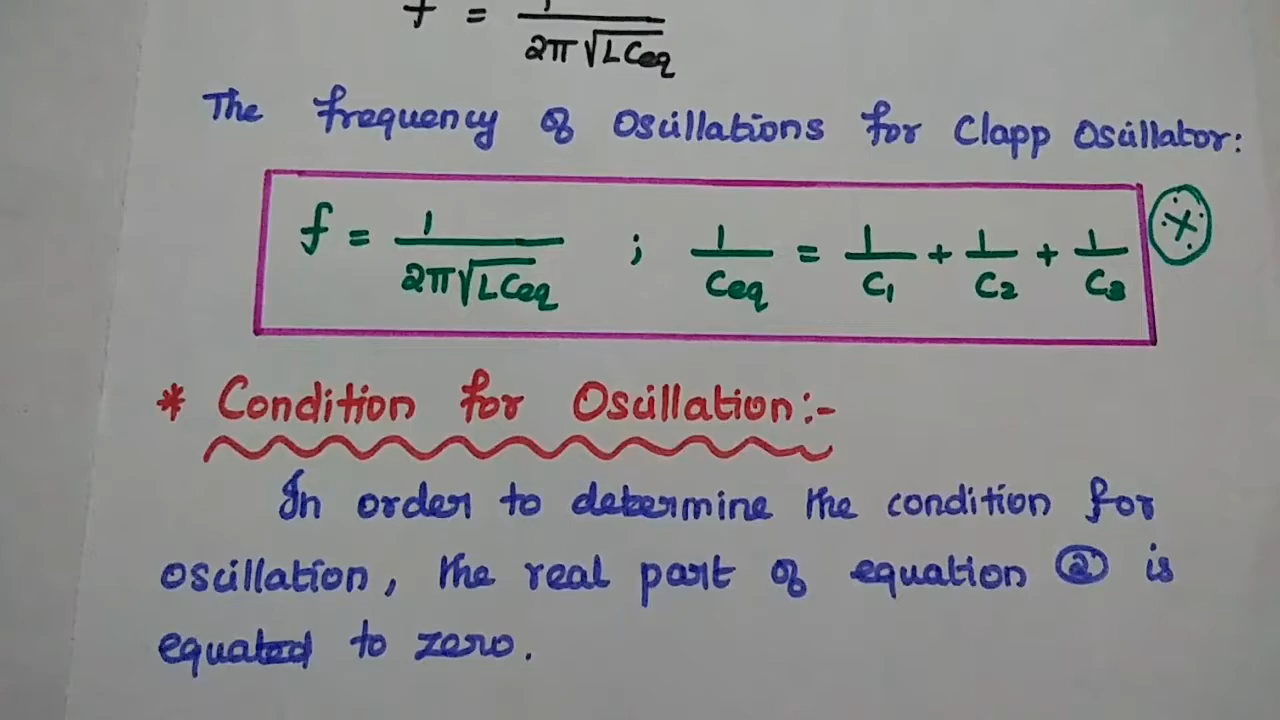 f = 1/2π√LCeq
The frequency of Oscillations for Clapp Oscillator:
f = 1/2π√LCeq ; 1/Ceq = 1/C1 + 1/C2 + 1/C3
* Condition for Oscillation:-
In order to determine the condition for
oscillation, the real part of equation ② is
equated to zero.